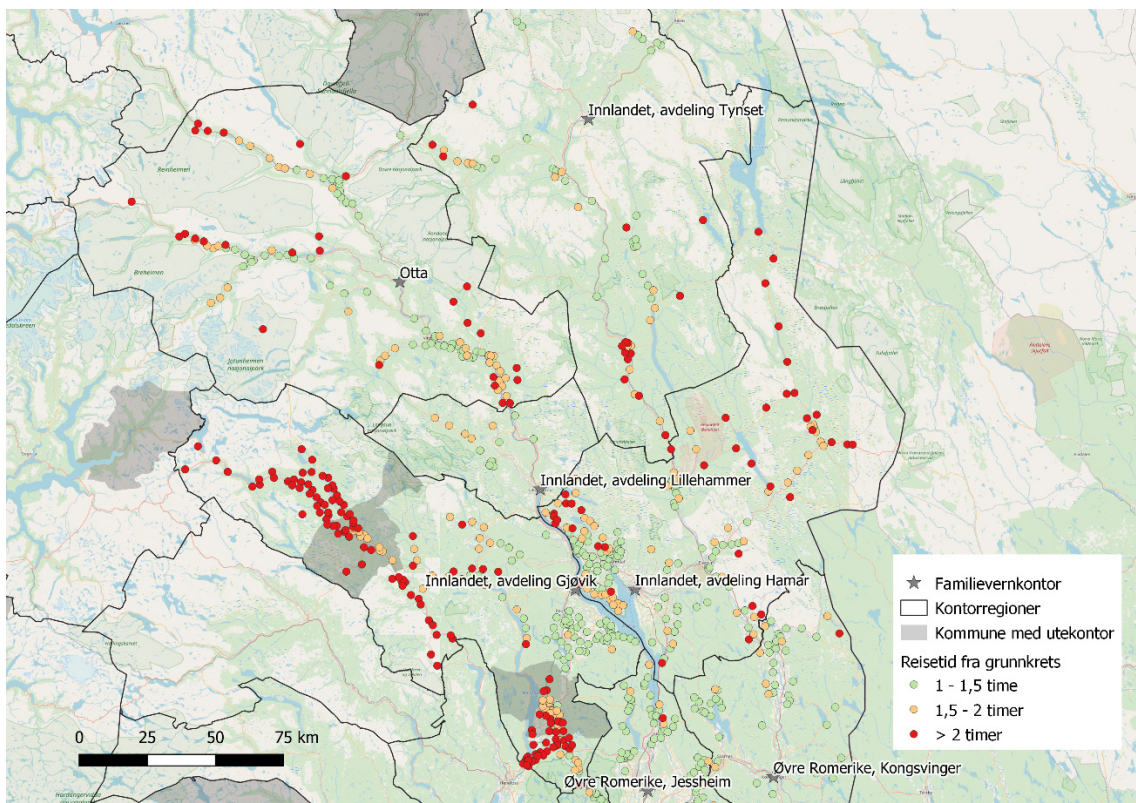 Innlandet, avdeling Tynset
Reinheimen
Otta
Breheimen
Innlandet, avdeling Lillehammer
Innlandet, avdeling Gjøvik
Innlandet, avdeling Hamar
Øvre Romerike, Jessheim
Øvre Romerike, Kongsvinger
0 25 50 75 km
Familievernkontor
Kontorregioner
Kommune med utekontor
Reisetid fra grunnkrets
1 - 1,5 time
1,5 - 2 timer
> 2 timer